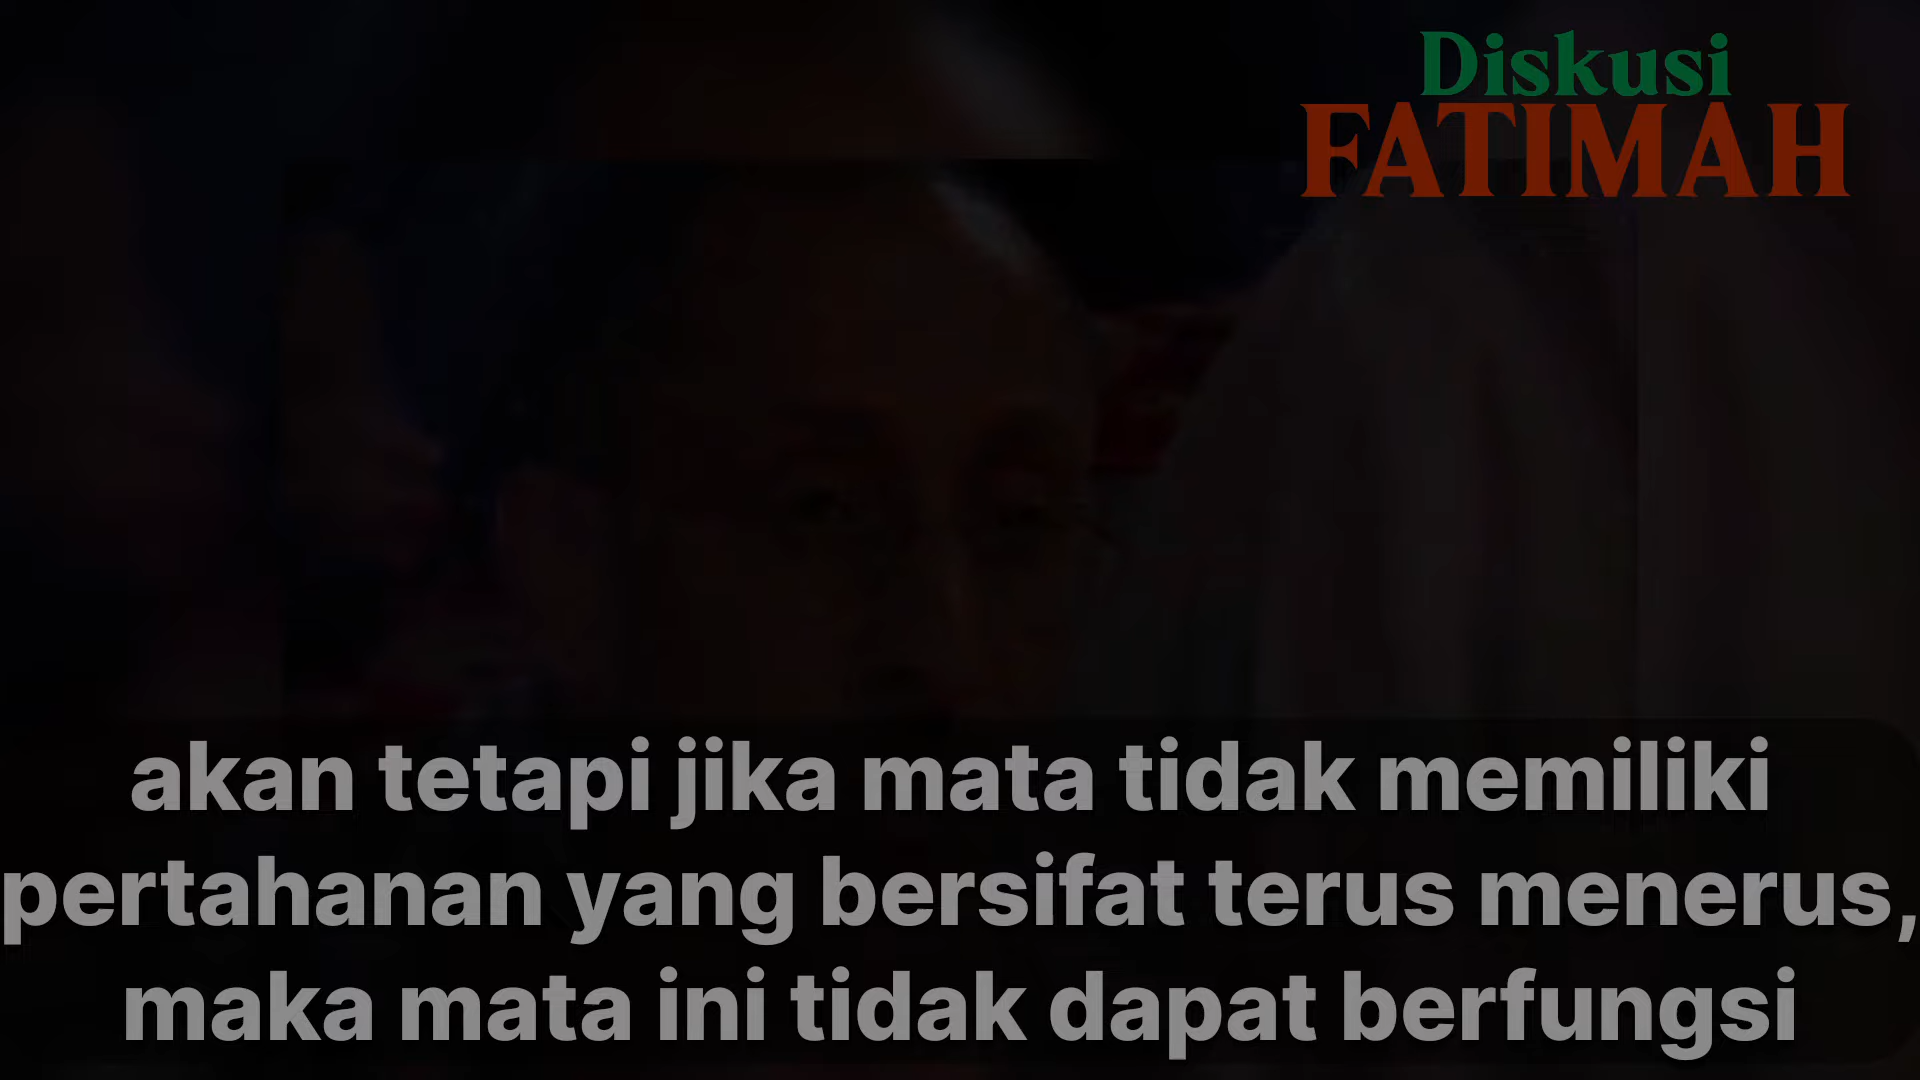 Diskusi
FATIMAH
akan tetapi jika mata tidak memiliki
pertahanan yang bersifat terus menerus,
maka mata ini tidak dapat berfungsi